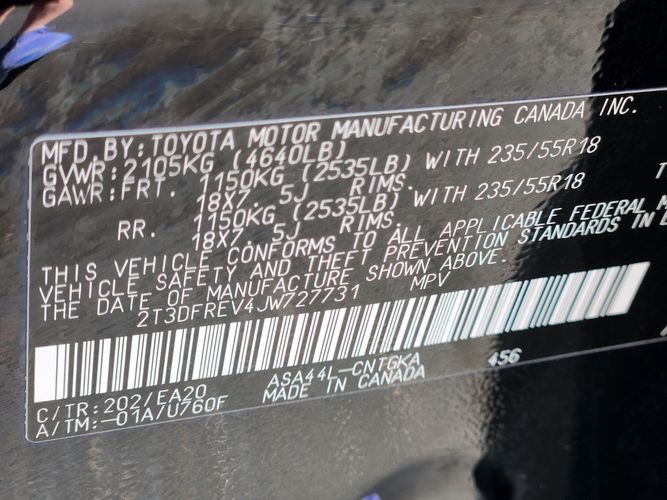 MFD.BY:TOYOTA MOTOR MANUFACTURING CANADA INC.
GVWR:2105KG (4640LB)
GAWR:FRT. 1150KG (2535LB) WITH 235/55R18
18X7. 5J RIMS.
RR. 1150KG (2535LB) WITH 235/55R18
18X7. 5J RIMS.
THIS VEHICLE CONFORMS TO ALL APPLICABLE FEDERAL M
VEHICLE SAFETY AND THEFT PREVENTION STANDARDS IN E
THE DATE OF MANUFACTURE SHOWN ABOVE.
2T3DFREV4JW727731 MPV
C/TR:202/EA20 ASA44L-CNTGKA 456
A/TM:-01A/U760F MADE IN CANADA